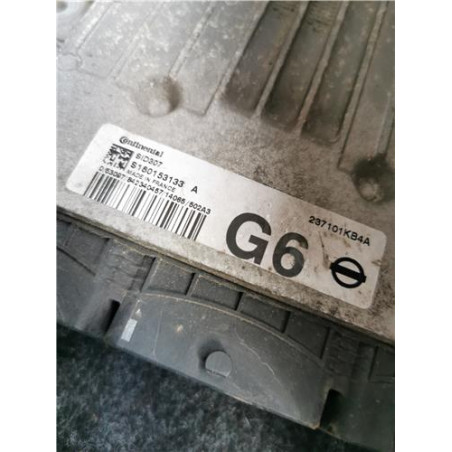 Continental
SID307
S180153133 A
MADE IN FRANCE
237101KB4A
G6